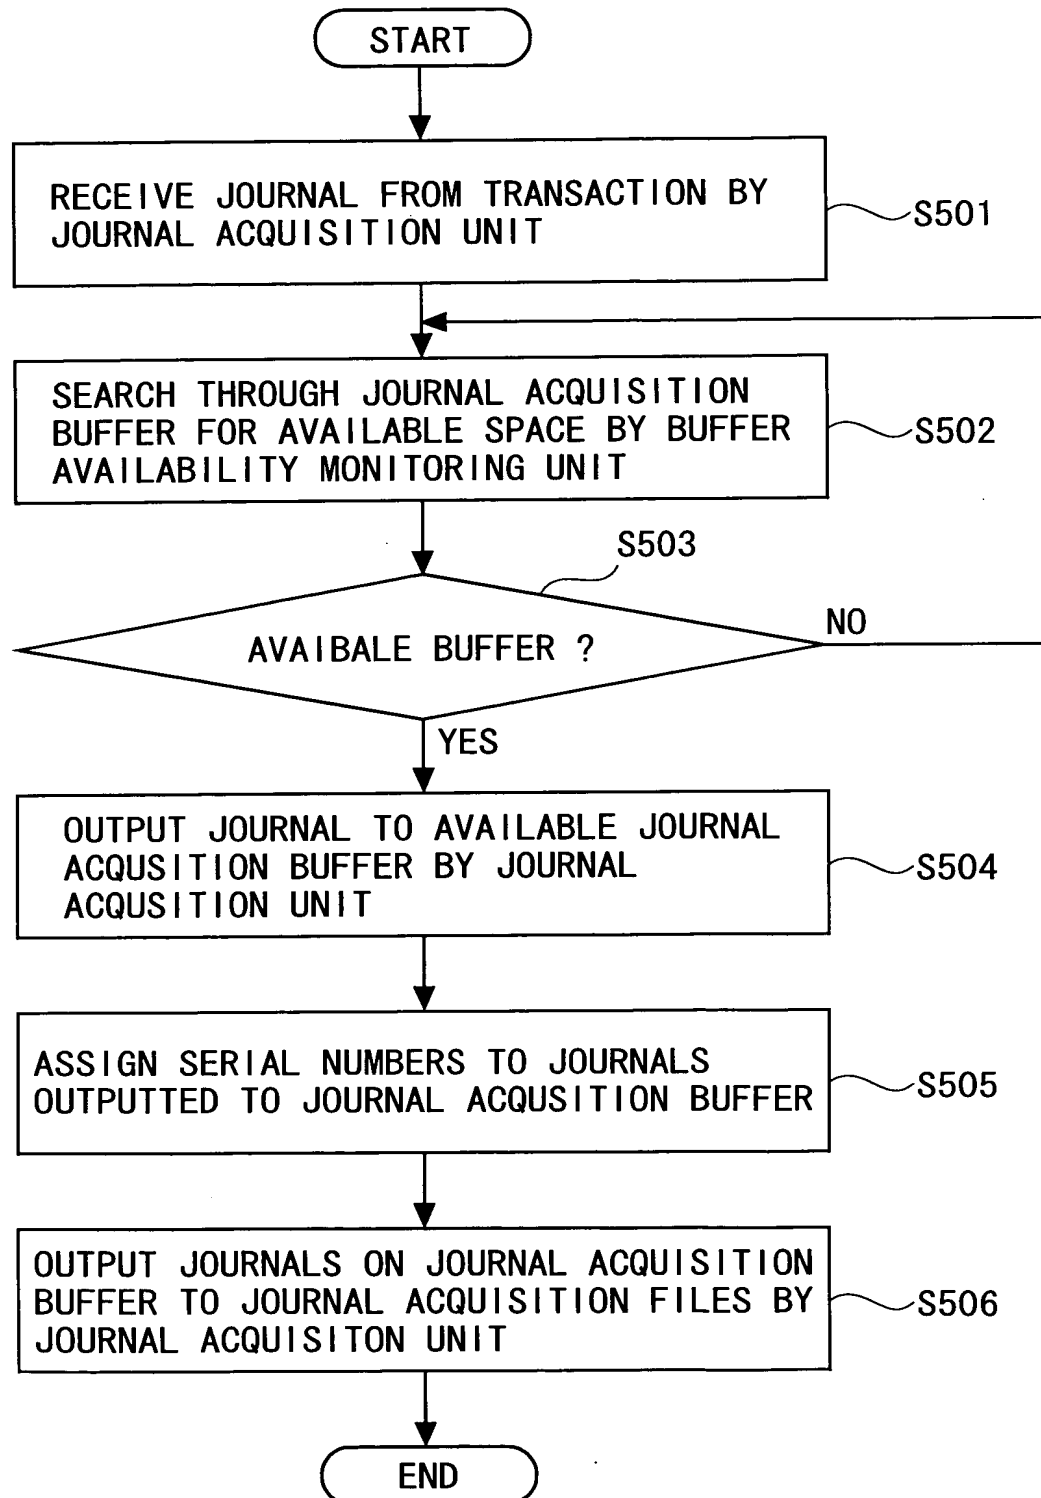 START
RECEIVE JOURNAL FROM TRANSACTION BY
JOURNAL ACQUISITION UNIT
S501
SEARCH THROUGH JOURNAL ACQUISITION
BUFFER FOR AVAILABLE SPACE BY BUFFER
AVAILABILITY MONITORING UNIT
S502
S503
AVAIBALE BUFFER ?
NO
YES
OUTPUT JOURNAL TO AVAILABLE JOURNAL
ACQUSITION BUFFER BY JOURNAL
ACQUSITION UNIT
S504
ASSIGN SERIAL NUMBERS TO JOURNALS
OUTPUTTED TO JOURNAL ACQUSITION BUFFER
S505
OUTPUT JOURNALS ON JOURNAL ACQUISITION
BUFFER TO JOURNAL ACQUISITION FILES BY
JOURNAL ACQUISITON UNIT
S506
END